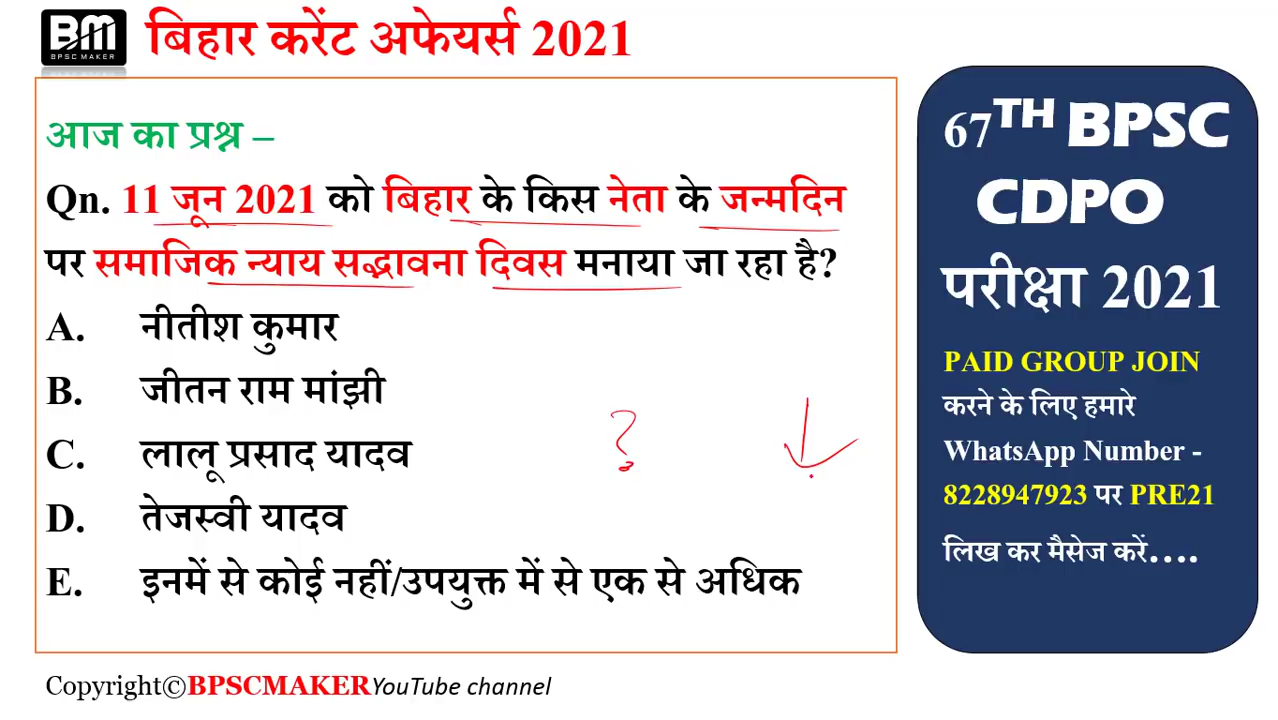 BM
BPSC MAKER
बिहार करेंट अफेयर्स 2021
आज का प्रश्न –
Qn. 11 जून 2021 को बिहार के किस नेता के जन्मदिन
पर समाजिक न्याय सद्भावना दिवस मनाया जा रहा है?
A. नीतीश कुमार
B. जीतन राम मांझी
C. लालू प्रसाद यादव
D. तेजस्वी यादव
E. इनमें से कोई नहीं/उपयुक्त में से एक से अधिक
?
Copyright©BPSCMAKERYouTube channel
67TH BPSC
CDPO
परीक्षा 2021
PAID GROUP JOIN
करने के लिए हमारे
WhatsApp Number -
8228947923 पर PRE21
लिख कर मैसेज करें....